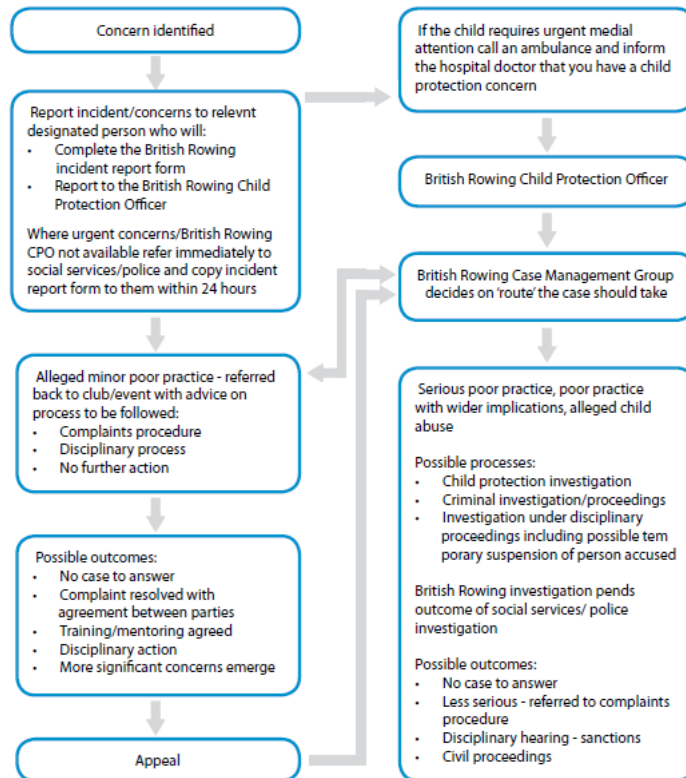 Concern identified
Report incident/concerns to relevnt
designated person who will:
• Complete the British Rowing
incident report form
• Report to the British Rowing Child
Protection Officer
Where urgent concerns/British Rowing
CPO not available refer immediately to
social services/police and copy incident
report form to them within 24 hours
Alleged minor poor practice - referred
back to club/event with advice on
process to be followed:
• Complaints procedure
• Disciplinary process
• No further action
Possible outcomes:
• No case to answer
• Complaint resolved with
agreement between parties
• Training/mentoring agreed
• Disciplinary action
• More significant concerns emerge
Appeal
If the child requires urgent medial
attention call an ambulance and inform
the hospital doctor that you have a child
protection concern
British Rowing Child Protection Officer
British Rowing Case Management Group
decides on ‘route’ the case should take
Serious poor practice, poor practice
with wider implications, alleged child
abuse
Possible processes:
• Child protection investigation
• Criminal investigation/proceedings
• Investigation under disciplinary
proceedings including possible tem
porary suspension of person accused
British Rowing investigation pends
outcome of social services/ police
investigation
Possible outcomes:
• No case to answer
• Less serious - referred to complaints
procedure
• Disciplinary hearing - sanctions
• Civil proceedings